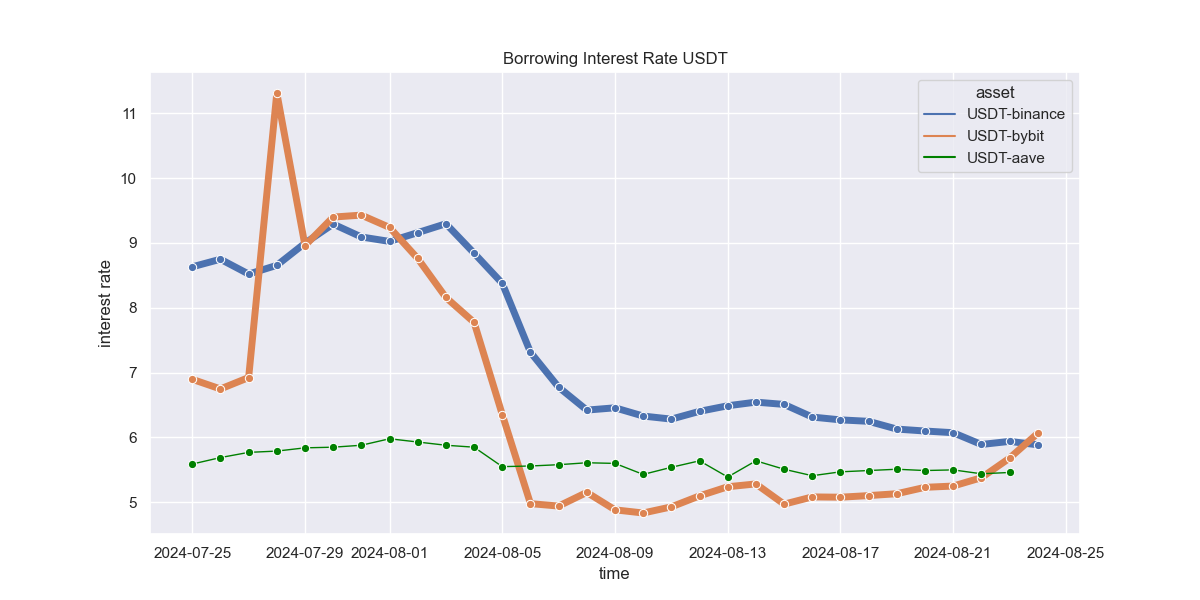 Borrowing Interest Rate USDT
asset
USDT-binance
USDT-bybit
USDT-aave
interest rate
11
10
9
8
7
6
5
2024-07-25 2024-07-29 2024-08-01 2024-08-05 2024-08-09 2024-08-13 2024-08-17 2024-08-21 2024-08-25
time